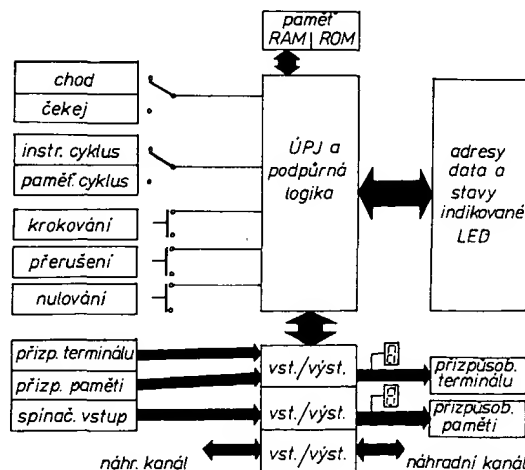 paměť
RAM ROM
chod
čekej
instr. cyklus
paměť. cyklus
krokování
přerušení
nulování
ÚPJ a
podpůrná
logika
adresy
data a
stavy
indikované
LED
přizp. terminálu
přizp. paměti
spínač. vstup
náhr. kanál
vst./výst.
vst./výst.
vst./výst.
přizpůsob.
terminálu
přizpůsob.
paměti
náhradní kanál